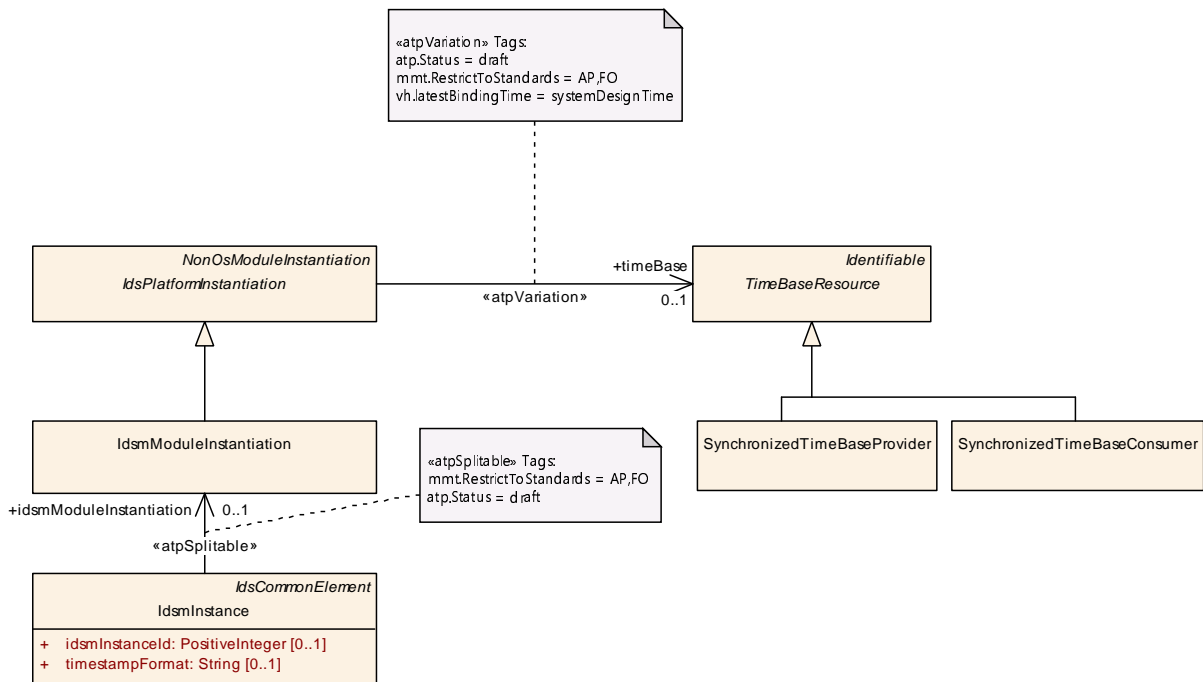 «atpVariation» Tags:
atp.Status = draft
mmt.RestrictToStandards = AP,FO
vh.latestBindingTime = systemDesignTime
NonOsModuleInstantiation
IdsPlatformInstantiation
+timeBase
«atpVariation»
0..1
Identifiable
TimeBaseResource
IdsmModuleInstantiation
«atpSplitable» Tags:
mmt.RestrictToStandards = AP,FO
atp.Status = draft
SynchronizedTimeBaseProvider
SynchronizedTimeBaseConsumer
+idsmModuleInstantiation
0..1
«atpSplitable»
IdsCommonElement
IdsmInstance
+ idsmInstanceId: PositiveInteger [0..1]
+ timestampFormat: String [0..1]